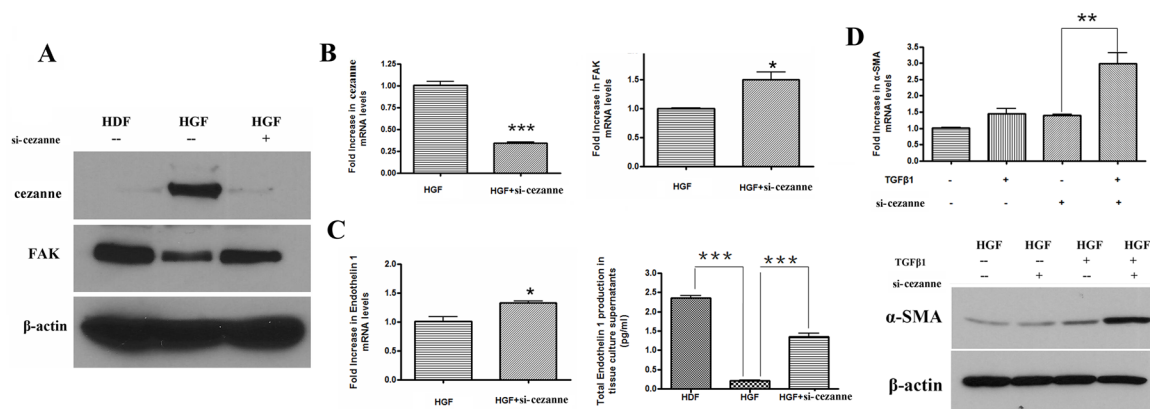 A
HDF HGF HGF
si-cezanne -- -- +
cezanne
FAK
β-actin
B
Fold Increase in cezanne
mRNA levels
1.25
1.00
0.75
0.50
0.25
0.00
***
HGF HGF+si-cezanne
Fold Increase in FAK
mRNA levels
2.0
1.5
1.0
0.5
0.0
*
HGF HGF+si-cezanne
C
Fold Increase in Endothelin 1
mRNA levels
2.0
1.5
1.0
0.5
0.0
*
HGF HGF+si-cezanne
Total Endothelin 1 production in
tissue culture supernatants
(pg/ml)
3.0
2.5
2.0
1.5
1.0
0.5
0.0
*** ***
HDF HGF HGF+si-cezanne
D
Fold Increase in α-SMA
mRNA levels
3.5
3.0
2.5
2.0
1.5
1.0
0.5
0.0
**
TGFβ1 - + - +
si-cezanne - - + +
HGF HGF HGF HGF
TGFβ1 -- -- + +
si-cezanne -- + -- +
α-SMA
β-actin